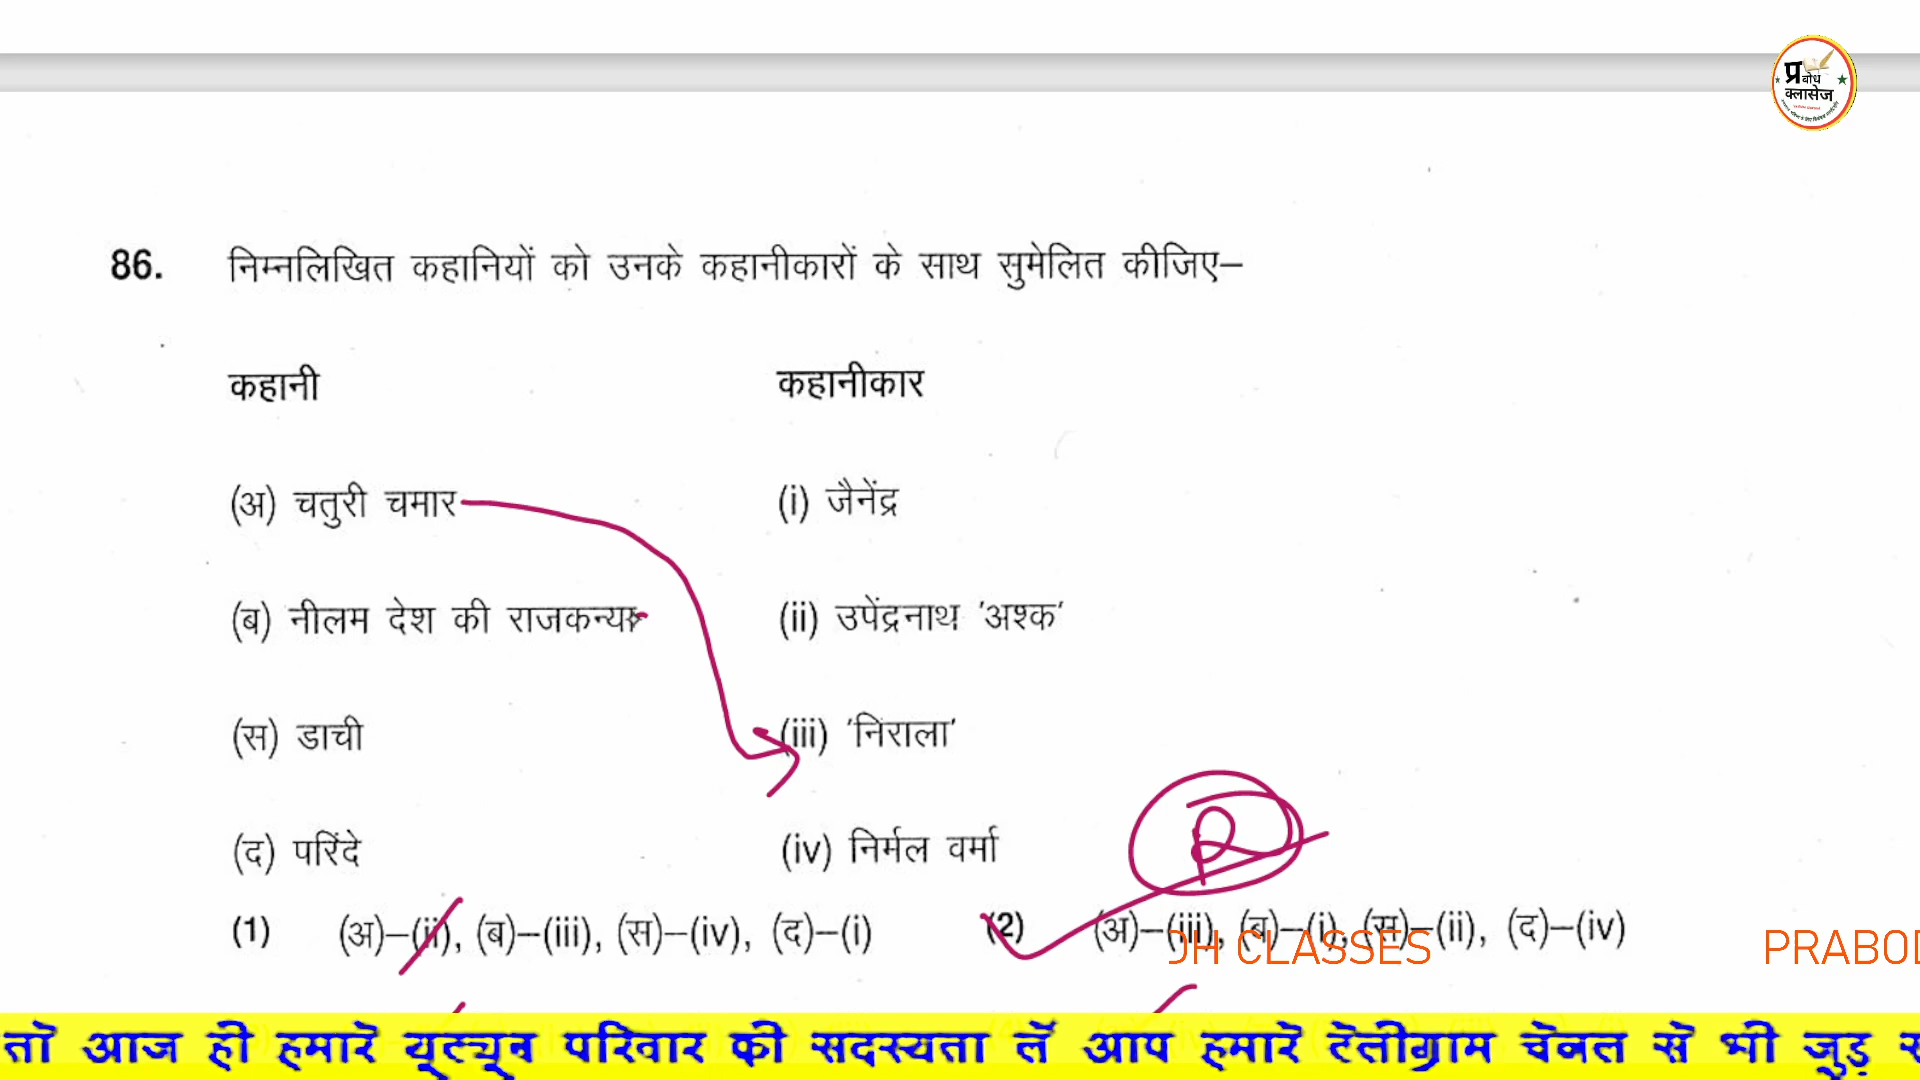 प्रबोध
क्लासेज
86. निम्नलिखित कहानियों को उनके कहानीकारों के साथ सुमेलित कीजिए–
कहानी कहानीकार
(अ) चतुरी चमार (i) जैनेंद्र
(ब) नीलम देश की राजकन्या (ii) उपेंद्रनाथ 'अश्क'
(स) डाची (iii) 'निराला'
(द) परिंदे (iv) निर्मल वर्मा
R
(1) (अ)–(ii), (ब)–(iii), (स)–(iv), (द)–(i) (2) (अ)–(iii), (ब)–(i), (स)–(ii), (द)–(iv)
DH CLASSES PRABOD
तो आज ही हमारे यूट्यूब परिवार की सदस्यता लें आप हमारे टेलीग्राम चैनल से भी जुड़